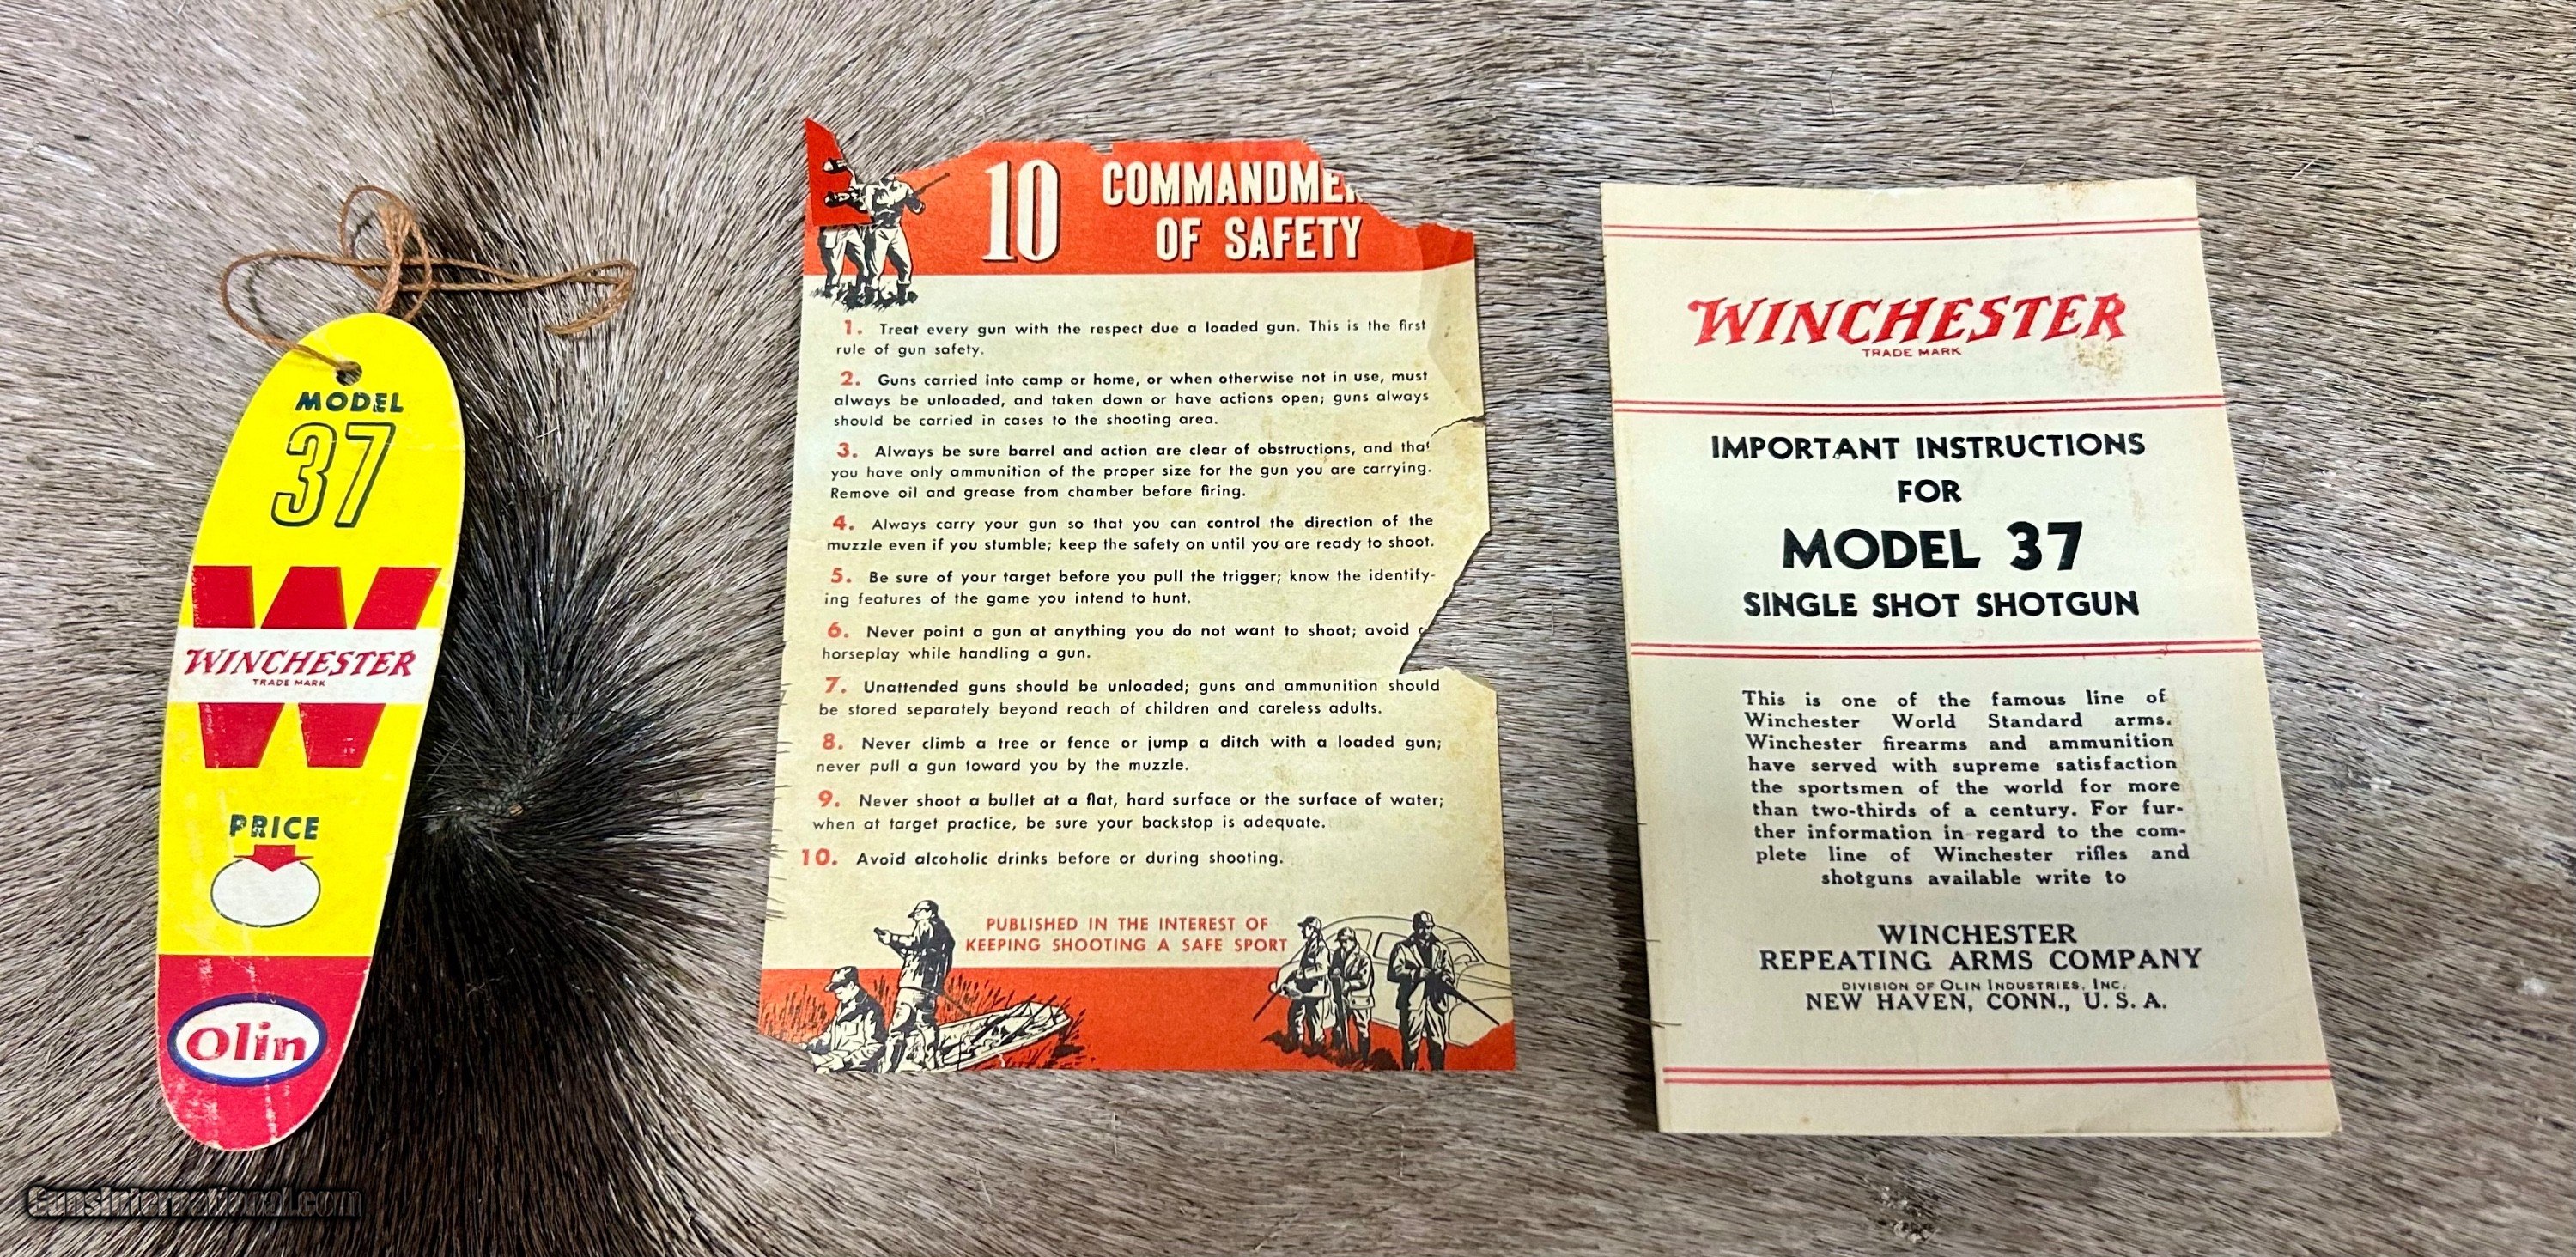 MODEL
37
W
WINCHESTER
TRADE MARK
PRICE
Olin
10 COMMANDME
OF SAFETY
1. Treat every gun with the respect due a loaded gun. This is the first
rule of gun safety.
2. Guns carried into camp or home, or when otherwise not in use, must
always be unloaded, and taken down or have actions open; guns always
should be carried in cases to the shooting area.
3. Always be sure barrel and action are clear of obstructions, and that
you have only ammunition of the proper size for the gun you are carrying.
Remove oil and grease from chamber before firing.
4. Always carry your gun so that you can control the direction of the
muzzle even if you stumble; keep the safety on until you are ready to shoot.
5. Be sure of your target before you pull the trigger; know the identify-
ing features of the game you intend to hunt.
6. Never point a gun at anything you do not want to shoot; avoid
horseplay while handling a gun.
7. Unattended guns should be unloaded; guns and ammunition should
be stored separately beyond reach of children and careless adults.
8. Never climb a tree or fence or jump a ditch with a loaded gun;
never pull a gun toward you by the muzzle.
9. Never shoot a bullet at a flat, hard surface or the surface of water;
when at target practice, be sure your backstop is adequate.
10. Avoid alcoholic drinks before or during shooting.
PUBLISHED IN THE INTEREST OF
KEEPING SHOOTING A SAFE SPORT
WINCHESTER
TRADE MARK
IMPORTANT INSTRUCTIONS
FOR
MODEL 37
SINGLE SHOT SHOTGUN
This is one of the famous line of
Winchester World Standard arms.
Winchester firearms and ammunition
have served with supreme satisfaction
the sportsmen of the world for more
than two-thirds of a century. For fur-
ther information in regard to the com-
plete line of Winchester rifles and
shotguns available write to
WINCHESTER
REPEATING ARMS COMPANY
DIVISION OF OLIN INDUSTRIES, INC.
NEW HAVEN, CONN., U. S. A.
GunsInternational.com